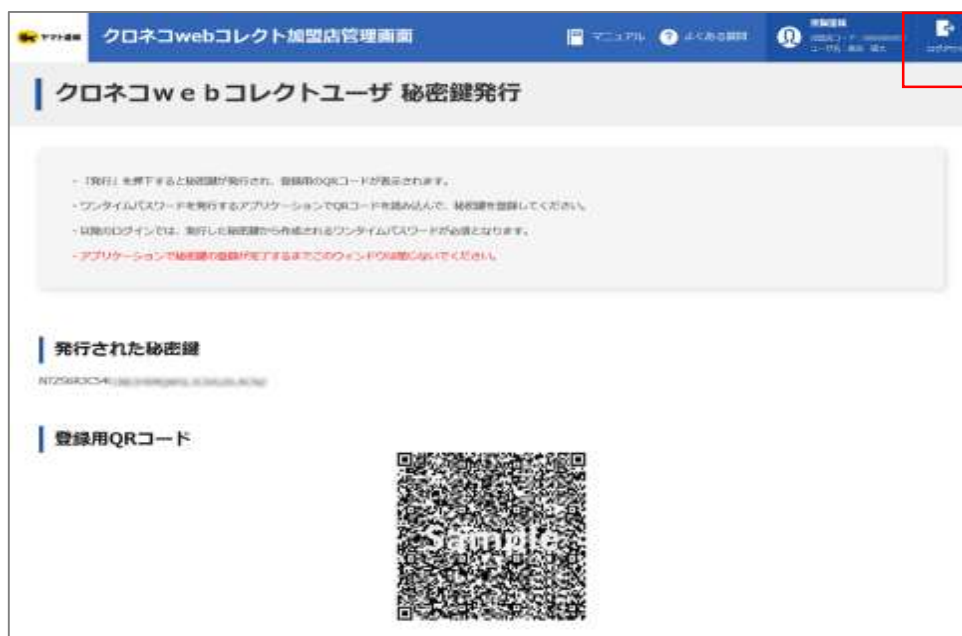 ヤマト運輸
クロネコwebコレクト加盟店管理画面
マニュアル
よくある質問
ログアウト
クロネコwebコレクトユーザ 秘密鍵発行
・「発行」を押下すると秘密鍵が発行され、登録用のQRコードが表示されます。
・ワンタイムパスワードを発行するアプリケーションでQRコードを読み込んで、秘密鍵を登録してください。
・以降のログインでは、発行した秘密鍵から作成されるワンタイムパスワードが必須となります。
・アプリケーションで秘密鍵の登録が完了するまでこのウィンドウは閉じないでください。
発行された秘密鍵
登録用QRコード
Sample